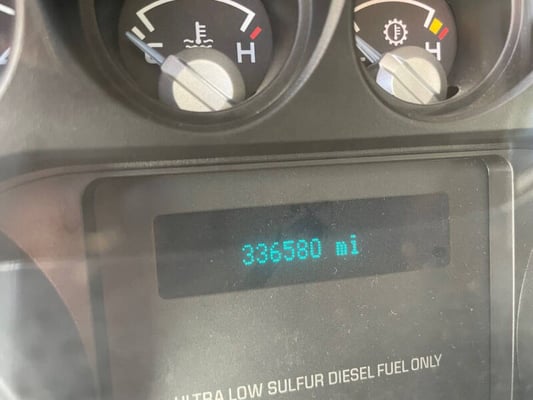 C H H
336580 mi
ULTRA LOW SULFUR DIESEL FUEL ONLY